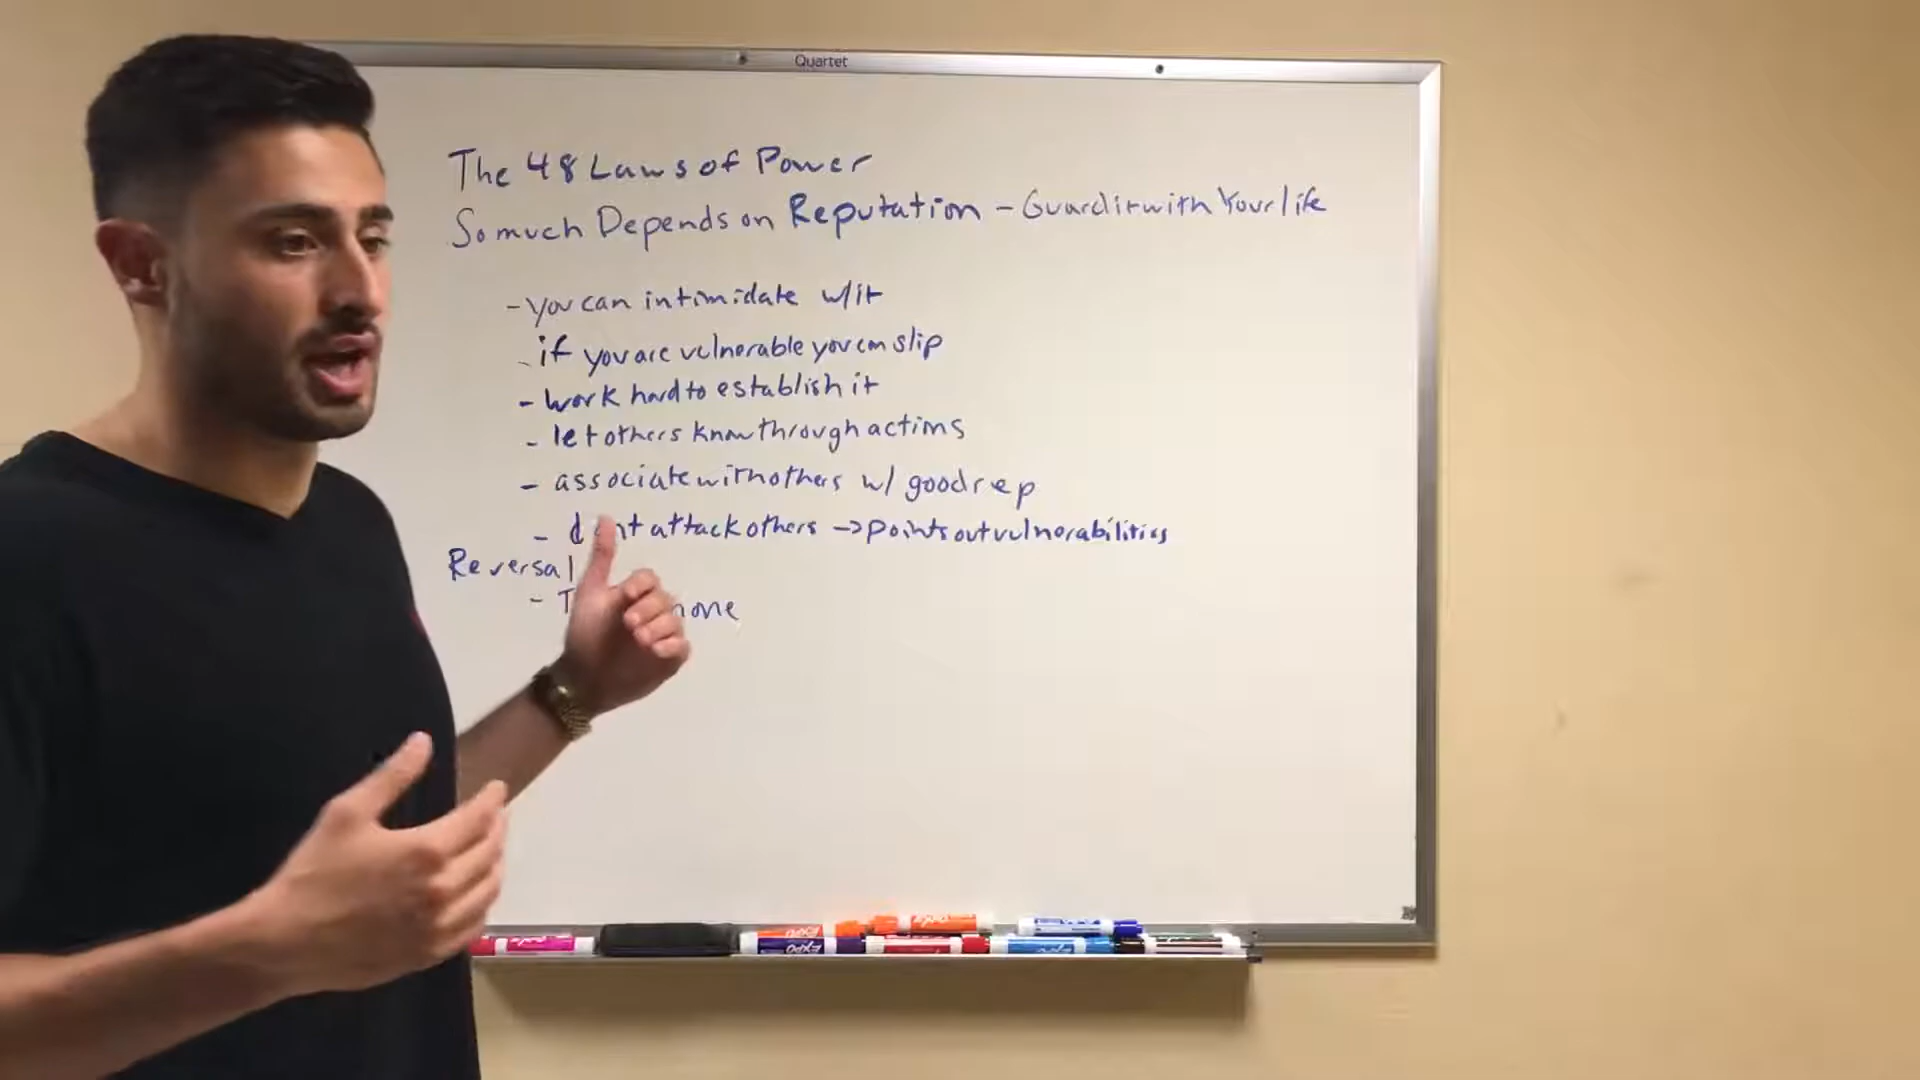 Quartet
The 48 Laws of Power
So much Depends on Reputation - Guard it with Your life
- you can intimidate w/it
- if you are vulnerable you can slip
- work hard to establish it
- let others know through actions
- associate with others w/ good rep
- dont attack others → points out vulnerabilities
Reversal
- none
EXPO